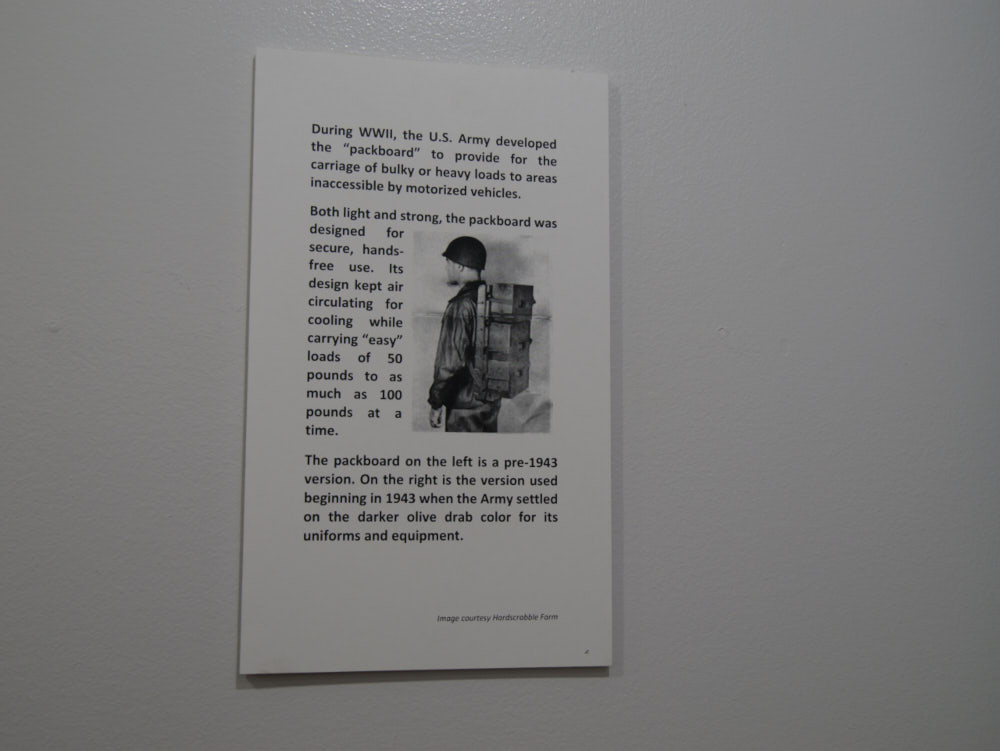 During WWII, the U.S. Army developed
the “packboard” to provide for the
carriage of bulky or heavy loads to areas
inaccessible by motorized vehicles.
Both light and strong, the packboard was
designed for
secure, hands-
free use. Its
design kept air
circulating for
cooling while
carrying “easy”
loads of 50
pounds to as
much as 100
pounds at a
time.
The packboard on the left is a pre-1943
version. On the right is the version used
beginning in 1943 when the Army settled
on the darker olive drab color for its
uniforms and equipment.
Image courtesy Hardscrabble Farm